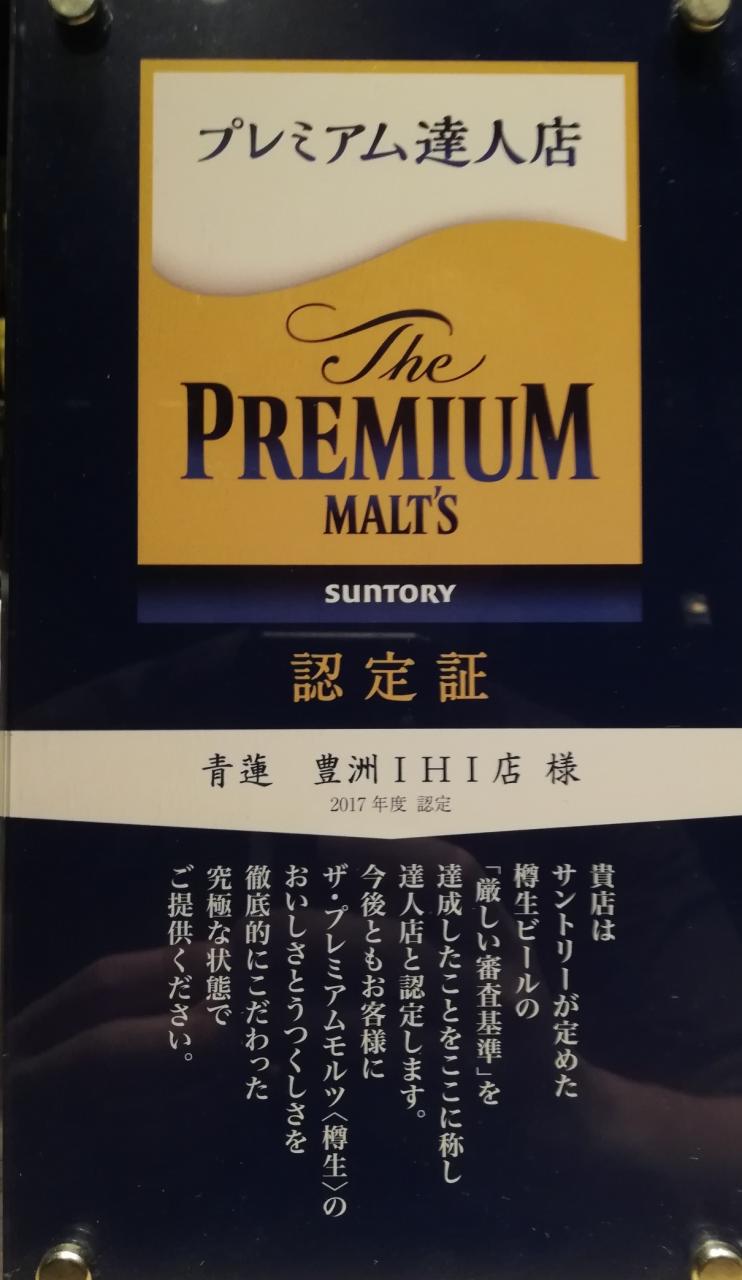 プレミアム達人店
The
PREMIUM
MALT'S
SUNTORY
認定証
青蓮 豊洲IHI店 様
2017年度 認定
貴店は
サントリーが定めた
樽生ビールの
「厳しい審査基準」を
達成したことをここに称し
達人店と認定します。
今後ともお客様に
ザ・プレミアムモルツ〈樽生〉の
おいしさとうつくしさを
徹底的にこだわった
究極な状態で
ご提供ください。